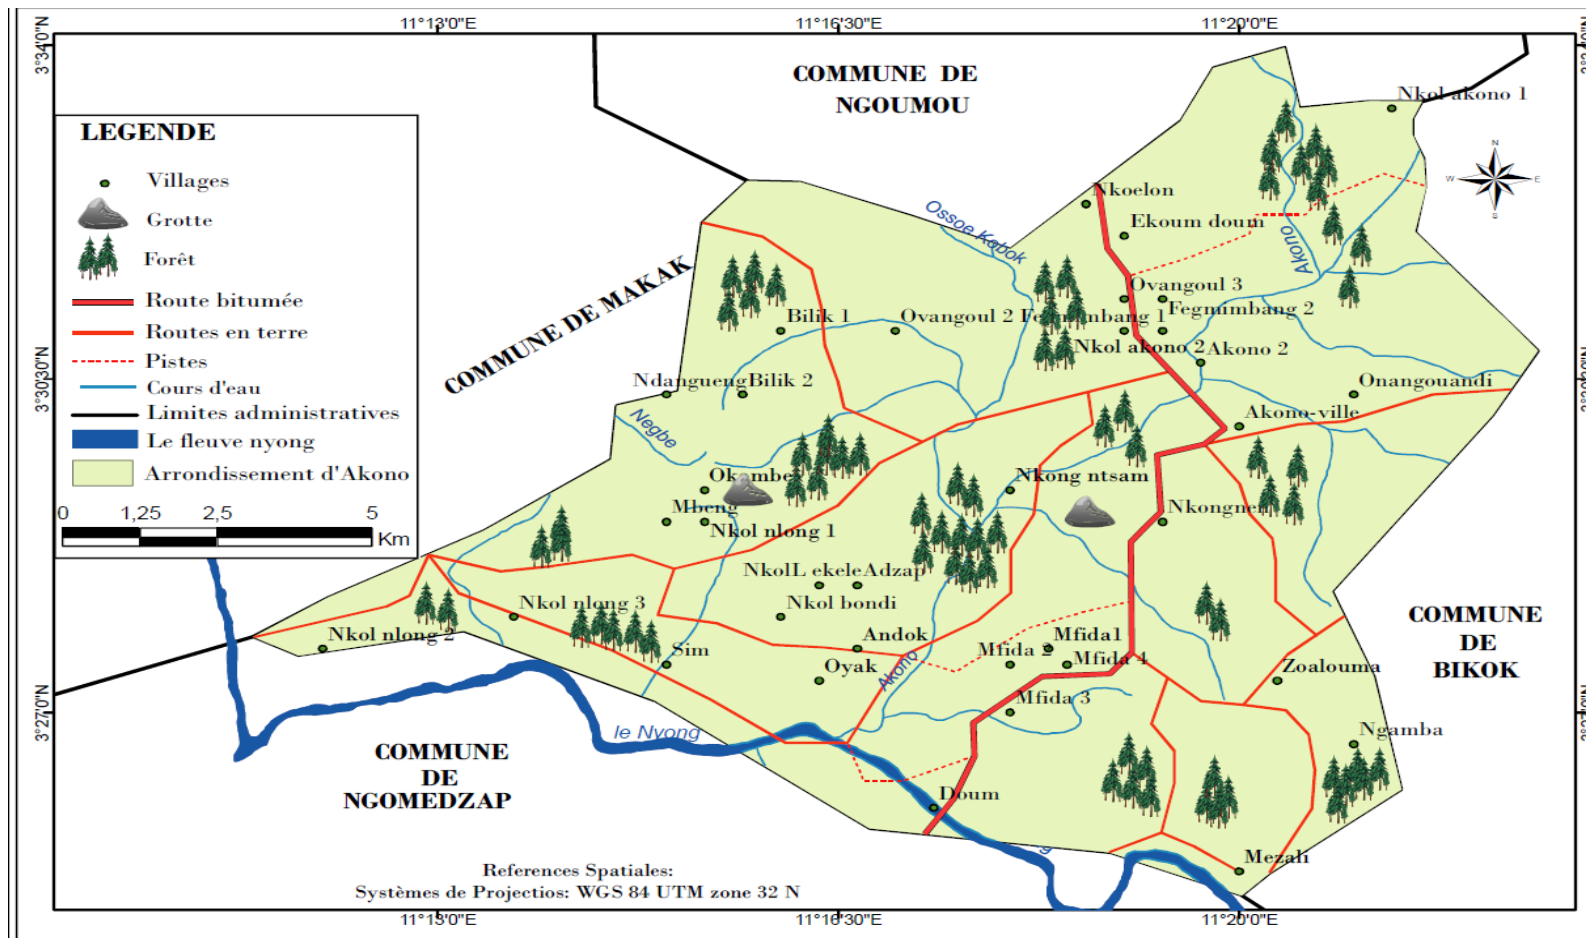 11°13'0"E
11°16'30"E
11°20'0"E
3°34'0"N
3°30'30"N
3°27'0"N
COMMUNE DE
NGOUMOU
Nkol akono 1
N
W
E
S
LEGENDE
Villages
Grotte
Forêt
Route bitumée
Routes en terre
Pistes
Cours d'eau
Limites administratives
Le fleuve nyong
Arrondissement d'Akono
0
1,25
2,5
5
Km
COMMUNE DE MAKAK
Nkoelon
Ossoe Kobok
Ekoum doum
Akono
Ovangoul 3
Fegmimbang 2
Bilik 1
Ovangoul 2
Fegmimbang 1
Nkol akono 2
Akono 2
Ndangueng
Bilik 2
Onangouandi
Negbe
Akono-ville
Nkong ntsam
Mbeng
Nkol nlong 1
NkolL ekele
Adzap
Nkol nlong 3
Nkol bondi
Nkol nlong 2
Andok
Mfida1
Sim
Mfida 2
Mfida 4
Zoalouma
Oyak
Akono
Mfida 3
COMMUNE
DE
BIKOK
le Nyong
Ngamba
COMMUNE
DE
NGOMEDZAP
Doum
Mezali
References Spatiales:
Systèmes de Projectios: WGS 84 UTM zone 32 N
11°13'0"E
11°16'30"E
11°20'0"E